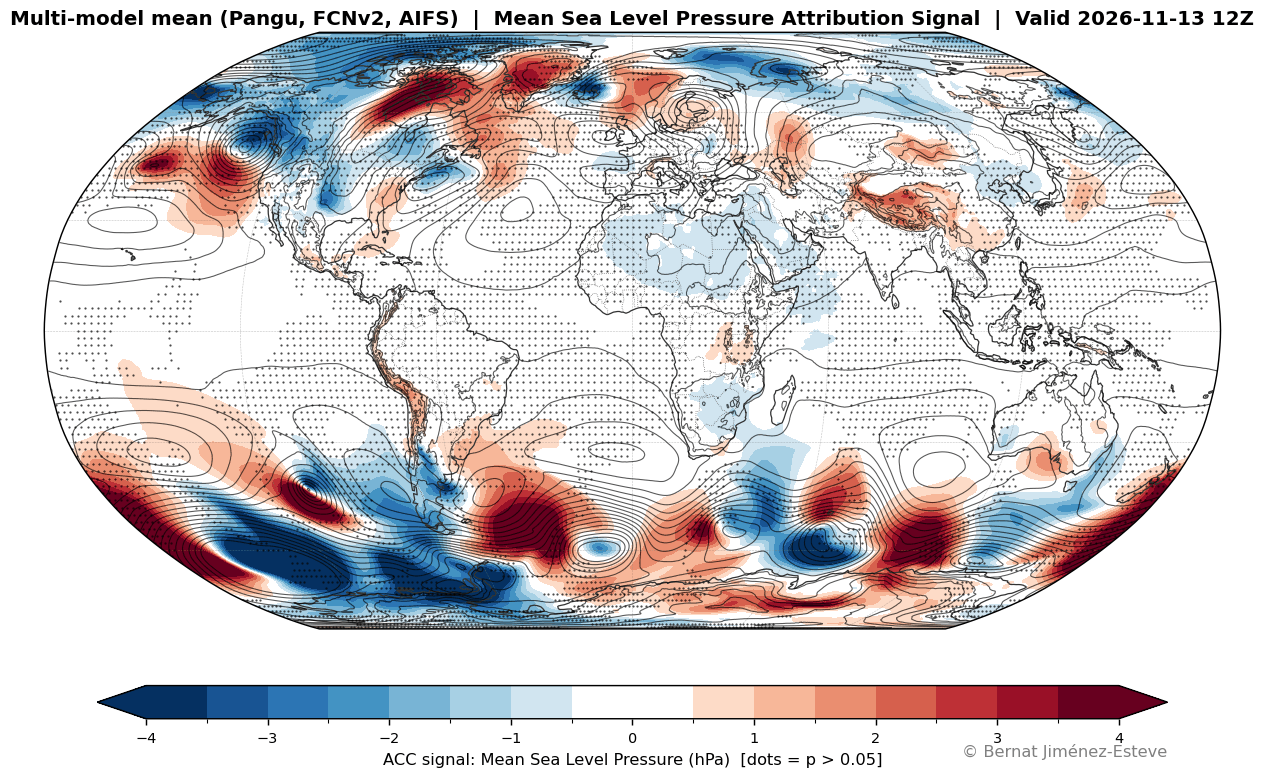 Multi-model mean (Pangu, FCNv2, AIFS)  |  Mean Sea Level Pressure Attribution Signal  |  Valid 2026-11-13 12Z
−4 −3 −2 −1 0 1 2 3 4
ACC signal: Mean Sea Level Pressure (hPa)  [dots = p > 0.05]
© Bernat Jiménez-Esteve